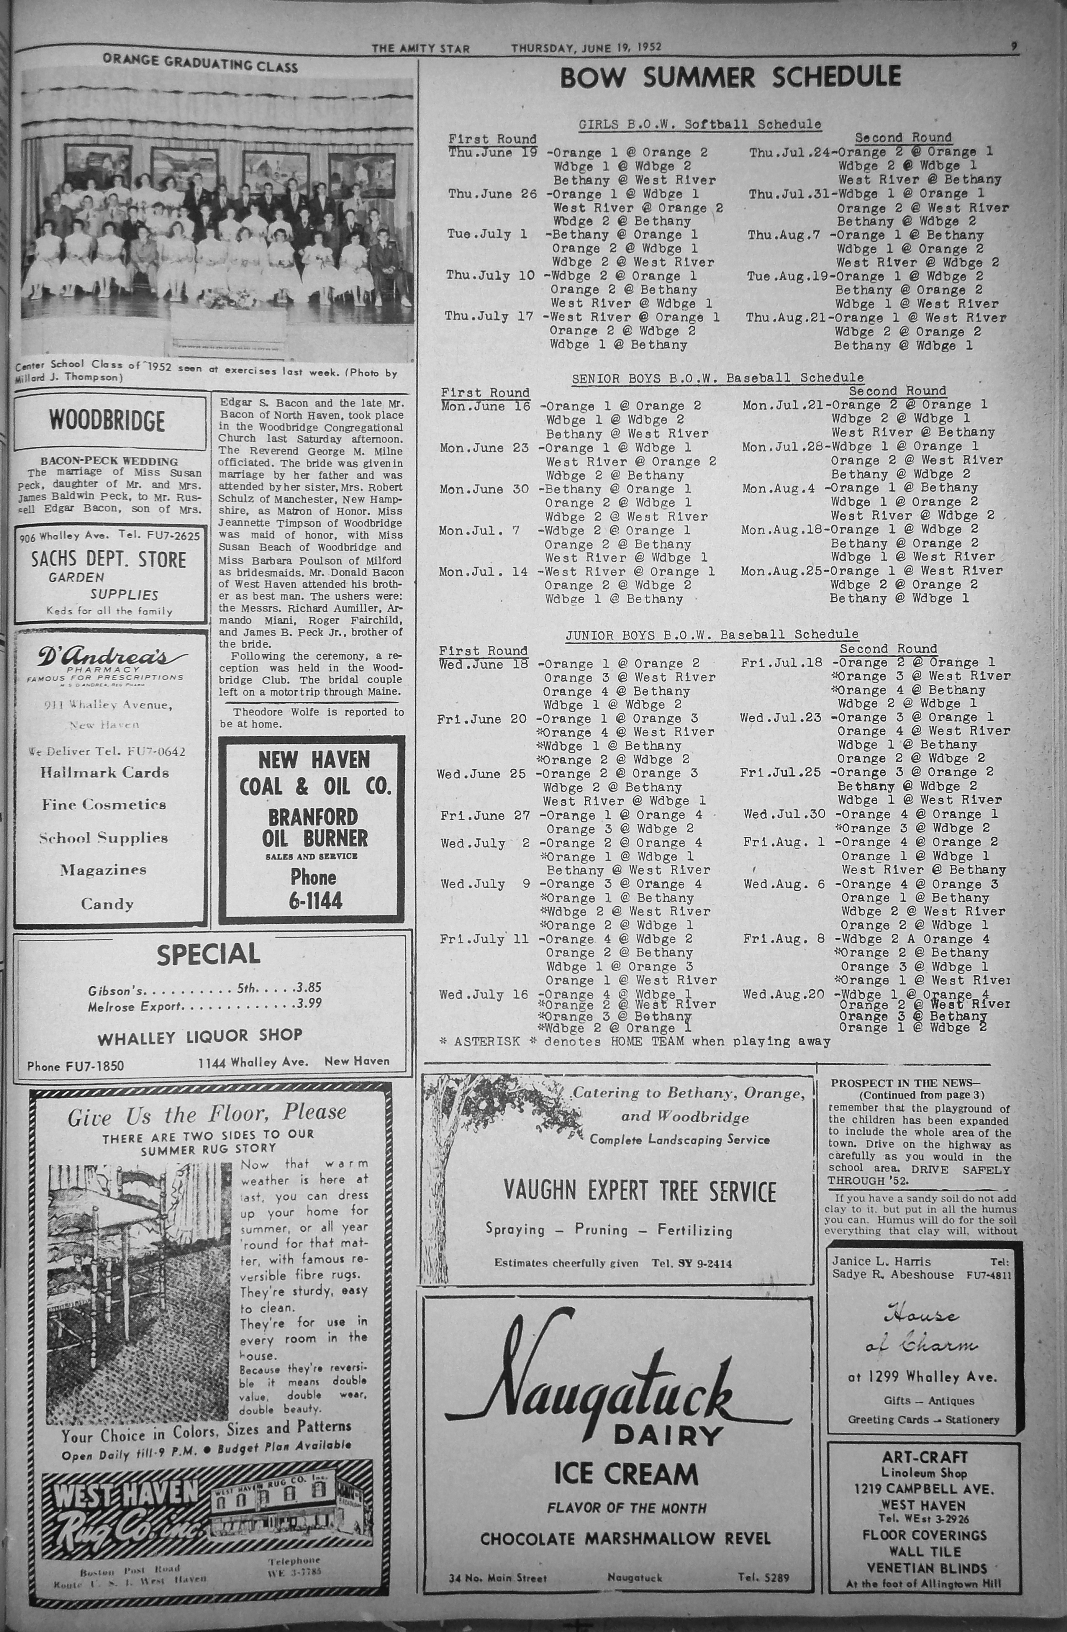 THE AMITY STAR THURSDAY, JUNE 19, 1952 9
ORANGE GRADUATING CLASS
Center School Class of 1952 seen at exercises last week. (Photo by
Millard J. Thompson)
WOODBRIDGE
BACON-PECK WEDDING
The marriage of Miss Susan
Peck, daughter of Mr. and Mrs.
James Baldwin Peck, to Mr. Rus-
sell Edgar Bacon, son of Mrs.
Edgar S. Bacon and the late Mr.
Bacon of North Haven, took place
in the Woodbridge Congregational
Church last Saturday afternoon.
The Reverend George M. Milne
officiated. The bride was givenin
marriage by her father and was
attended by her sister, Mrs. Robert
Schulz of Manchester, New Hamp-
shire, as Matron of Honor. Miss
Jeannette Timpson of Woodbridge
was maid of honor, with Miss
Susan Beach of Woodbridge and
Miss Barbara Poulson of Milford
as bridesmaids. Mr. Donald Bacon
of West Haven attended his broth-
er as best man. The ushers were:
the Messrs. Richard Aumiller, Ar-
mando Miani, Roger Fairchild,
and James B. Peck Jr., brother of
the bride.
Following the ceremony, a re-
ception was held in the Wood-
bridge Club. The bridal couple
left on a motor trip through Maine.
Theodore Wolfe is reported to
be at home.
906 Whalley Ave. Tel. FU7-2625
SACHS DEPT. STORE
GARDEN
SUPPLIES
Keds for all the family
D'Andrea's
PHARMACY
FAMOUS FOR PRESCRIPTIONS
911 Whalley Avenue,
New Haven
We Deliver Tel. FU7-0642
Hallmark Cards
Fine Cosmetics
School Supplies
Magazines
Candy
NEW HAVEN
COAL & OIL CO.
BRANFORD
OIL BURNER
SALES AND SERVICE
Phone
6-1144
SPECIAL
Gibson's. . . . . . . . . . 5th. . . . .3.85
Melrose Export. . . . . . . . . . . . .3.99
WHALLEY LIQUOR SHOP
Phone FU7-1850 1144 Whalley Ave. New Haven
Give Us the Floor, Please
THERE ARE TWO SIDES TO OUR
SUMMER RUG STORY
Now that warm
weather is here at
last, you can dress
up your home for
summer, or all year
'round for that mat-
ter, with famous re-
versible fibre rugs.
They're sturdy, easy
to clean.
They're for use in
every room in the
house.
Because they're reversi-
ble it means double
value, double wear,
double beauty.
Your Choice in Colors, Sizes and Patterns
Open Daily till 9 P.M. ● Budget Plan Available
WEST HAVEN
Rug Co. inc.
WEST HAVEN RUG CO. Inc.
Boston Post Road
Route U. S. 1. West Haven
Telephone
WE 3-7785
BOW SUMMER SCHEDULE
GIRLS B.O.W. Softball Schedule
First Round Second Round
Thu.June 19 -Orange 1 @ Orange 2 Thu.Jul.24-Orange 2 @ Orange 1
Wdbge 1 @ Wdbge 2 Wdbge 2 @ Wdbge 1
Bethany @ West River West River @ Bethany
Thu.June 26 -Orange 1 @ Wdbge 1 Thu.Jul.31-Wdbge 1 @ Orange 1
West River @ Orange 2 Orange 2 @ West River
Wbdge 2 @ Bethany Bethany @ Wdbge 2
Tue.July 1 -Bethany @ Orange 1 Thu.Aug.7 -Orange 1 @ Bethany
Orange 2 @ Wdbge 1 Wdbge 1 @ Orange 2
Wdbge 2 @ West River West River @ Wdbge 2
Thu.July 10 -Wdbge 2 @ Orange 1 Tue.Aug.19-Orange 1 @ Wdbge 2
Orange 2 @ Bethany Bethany @ Orange 2
West River @ Wdbge 1 Wdbge 1 @ West River
Thu.July 17 -West River @ Orange 1 Thu.Aug.21-Orange 1 @ West River
Orange 2 @ Wdbge 2 Wdbge 2 @ Orange 2
Wdbge 1 @ Bethany Bethany @ Wdbge 1
SENIOR BOYS B.O.W. Baseball Schedule
First Round Second Round
Mon.June 16 -Orange 1 @ Orange 2 Mon.Jul.21-Orange 2 @ Orange 1
Wdbge 1 @ Wdbge 2 Wdbge 2 @ Wdbge 1
Bethany @ West River West River @ Bethany
Mon.June 23 -Orange 1 @ Wdbge 1 Mon.Jul.28-Wdbge 1 @ Orange 1
West River @ Orange 2 Orange 2 @ West River
Wdbge 2 @ Bethany Bethany @ Wdbge 2
Mon.June 30 -Bethany @ Orange 1 Mon.Aug.4 -Orange 1 @ Bethany
Orange 2 @ Wdbge 1 Wdbge 1 @ Orange 2
Wdbge 2 @ West River West River @ Wdbge 2
Mon.Jul. 7 -Wdbge 2 @ Orange 1 Mon.Aug.18-Orange 1 @ Wdbge 2
Orange 2 @ Bethany Bethany @ Orange 2
West River @ Wdbge 1 Wdbge 1 @ West River
Mon.Jul. 14 -West River @ Orange 1 Mon.Aug.25-Orange 1 @ West River
Orange 2 @ Wdbge 2 Wdbge 2 @ Orange 2
Wdbge 1 @ Bethany Bethany @ Wdbge 1
JUNIOR BOYS B.O.W. Baseball Schedule
First Round Second Round
Wed.June 18 -Orange 1 @ Orange 2 Fri.Jul.18 -Orange 2 @ Orange 1
Orange 3 @ West River *Orange 3 @ West River
Orange 4 @ Bethany *Orange 4 @ Bethany
Wdbge 1 @ Wdbge 2 Wdbge 2 @ Wdbge 1
Fri.June 20 -Orange 1 @ Orange 3 Wed.Jul.23 -Orange 3 @ Orange 1
*Orange 4 @ West River Orange 4 @ West River
*Wdbge 1 @ Bethany Wdbge 1 @ Bethany
*Orange 2 @ Wdbge 2 Orange 2 @ Wdbge 2
Wed.June 25 -Orange 2 @ Orange 3 Fri.Jul.25 -Orange 3 @ Orange 2
Wdbge 2 @ Bethany Bethany @ Wdbge 2
West River @ Wdbge 1 Wdbge 1 @ West River
Fri.June 27 -Orange 1 @ Orange 4 Wed.Jul.30 -Orange 4 @ Orange 1
Orange 3 @ Wdbge 2 *Orange 3 @ Wdbge 2
Wed.July 2 -Orange 2 @ Orange 4 Fri.Aug. 1 -Orange 4 @ Orange 2
*Orange 1 @ Wdbge 1 Orange 1 @ Wdbge 1
Bethany @ West River West River @ Bethany
Wed.July 9 -Orange 3 @ Orange 4 Wed.Aug. 6 -Orange 4 @ Orange 3
*Orange 1 @ Bethany Orange 1 @ Bethany
*Wdbge 2 @ West River Wdbge 2 @ West River
*Orange 2 @ Wdbge 1 Orange 2 @ Wdbge 1
Fri.July 11 -Orange 4 @ Wdbge 2 Fri.Aug. 8 -Wdbge 2 A Orange 4
Orange 2 @ Bethany *Orange 2 @ Bethany
Wdbge 1 @ Orange 3 Orange 3 @ Wdbge 1
Orange 1 @ West River *Orange 1 @ West River
Wed.July 16 -Orange 4 @ Wdbge 1 Wed.Aug.20 -Wdbge 1 @ Orange 4
*Orange 2 @ West River Orange 2 @ West River
*Orange 3 @ Bethany Orange 3 @ Bethany
*Wdbge 2 @ Orange 1 Orange 1 @ Wdbge 2
* ASTERISK * denotes HOME TEAM when playing away
Catering to Bethany, Orange,
and Woodbridge
Complete Landscaping Service
VAUGHN EXPERT TREE SERVICE
Spraying — Pruning — Fertilizing
Estimates cheerfully given Tel. SY 9-2414
Naugatuck
DAIRY
ICE CREAM
FLAVOR OF THE MONTH
CHOCOLATE MARSHMALLOW REVEL
34 No. Main Street Naugatuck Tel. 5289
PROSPECT IN THE NEWS—
(Continued from page 3)
remember that the playground of
the children has been expanded
to include the whole area of the
town. Drive on the highway as
carefully as you would in the
school area. DRIVE SAFELY
THROUGH '52.
If you have a sandy soil do not add
clay to it, but put in all the humus
you can. Humus will do for the soil
everything that clay will, without
Janice L. Harris Tel:
Sadye R. Abeshouse FU7-4811
House
of Charm
at 1299 Whalley Ave.
Gifts — Antiques
Greeting Cards — Stationery
ART-CRAFT
Linoleum Shop
1219 CAMPBELL AVE.
WEST HAVEN
Tel. WEst 3-2926
FLOOR COVERINGS
WALL TILE
VENETIAN BLINDS
At the foot of Allingtown Hill